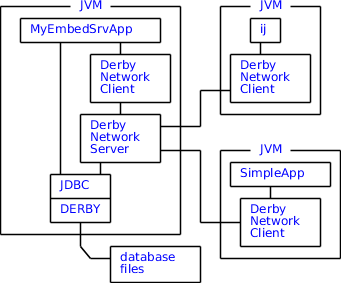 JVM
MyEmbedSrvApp
Derby
Network
Client
Derby
Network
Server
JDBC
DERBY
database
files
JVM
ij
Derby
Network
Client
JVM
SimpleApp
Derby
Network
Client